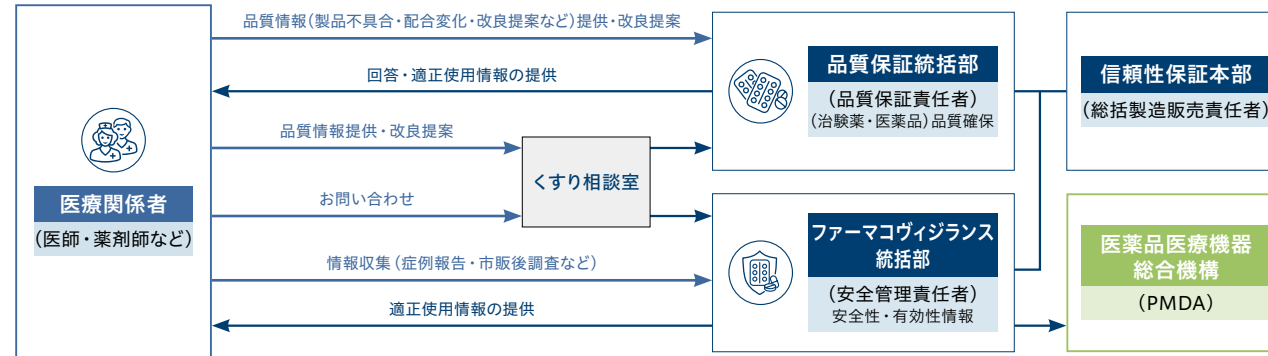 品質情報(製品不具合・配合変化・改良提案など)提供・改良提案
回答・適正使用情報の提供
品質情報提供・改良提案
お問い合わせ
情報収集(症例報告・市販後調査など)
適正使用情報の提供
医療関係者
(医師・薬剤師など)
くすり相談室
品質保証統括部
(品質保証責任者)
(治験薬・医薬品)品質確保
ファーマコヴィジランス
統括部
(安全管理責任者)
安全性・有効性情報
信頼性保証本部
(総括製造販売責任者)
医薬品医療機器
総合機構
(PMDA)